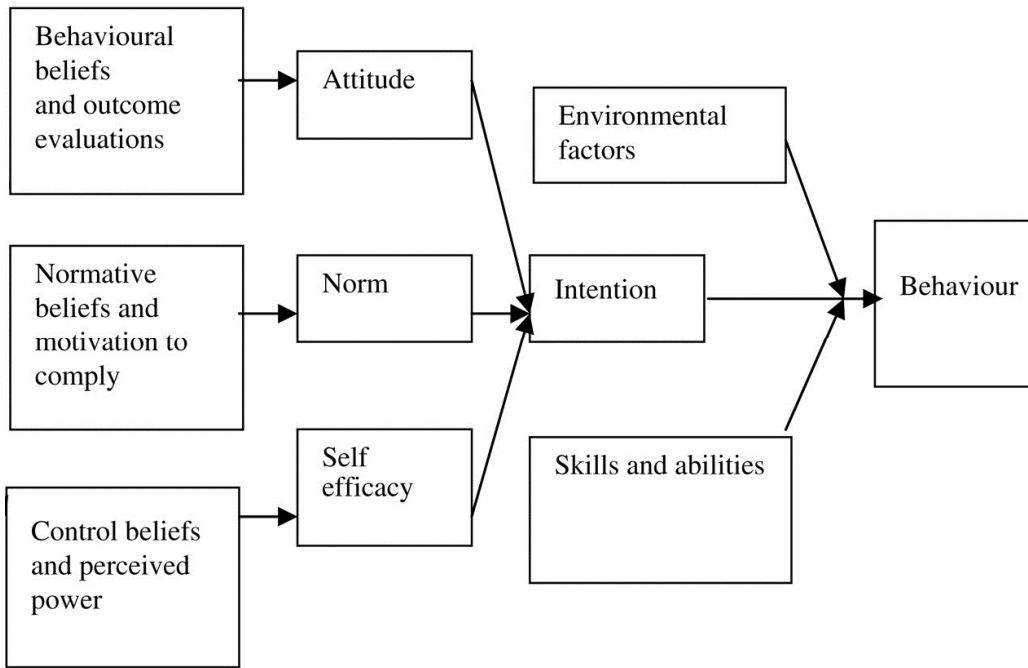 Behavioural
beliefs
and outcome
evaluations
Attitude
Environmental
factors
Normative
beliefs and
motivation to
comply
Norm
Intention
Behaviour
Self
efficacy
Skills and abilities
Control beliefs
and perceived
power